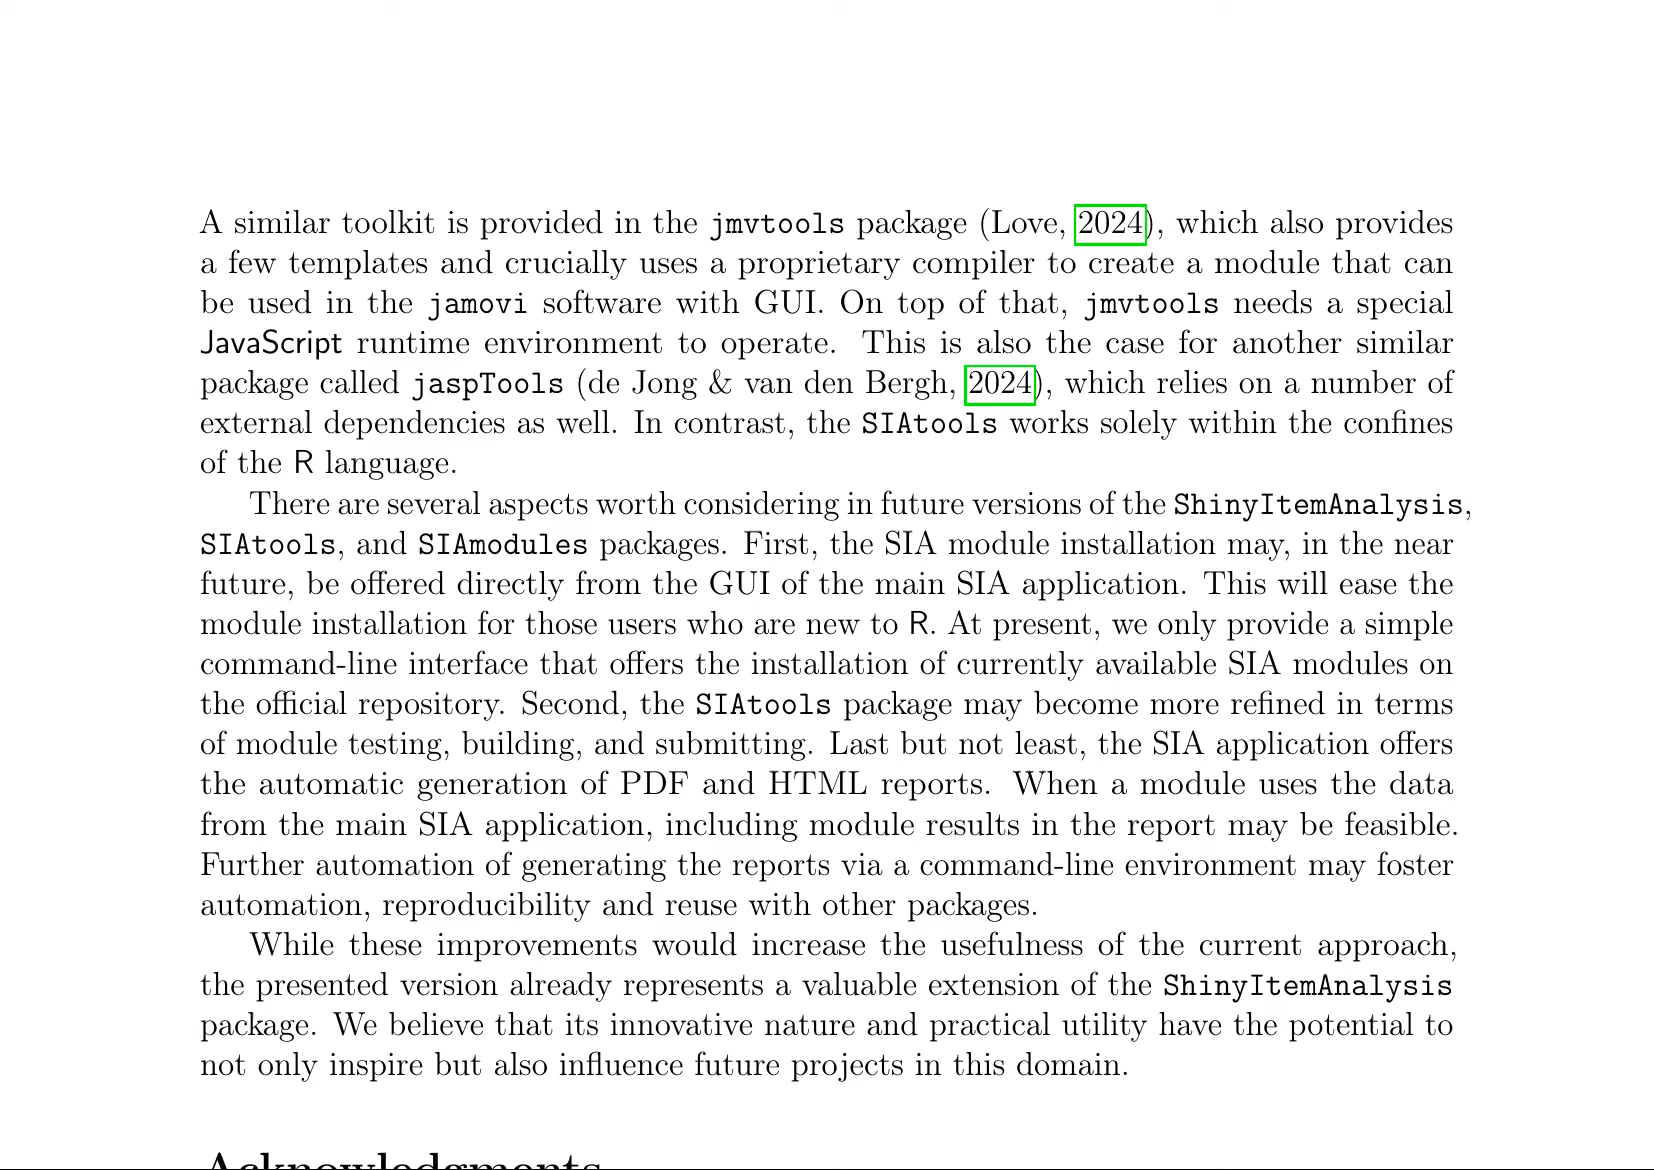 A similar toolkit is provided in the jmvtools package (Love, 2024), which also provides
a few templates and crucially uses a proprietary compiler to create a module that can
be used in the jamovi software with GUI. On top of that, jmvtools needs a special
JavaScript runtime environment to operate. This is also the case for another similar
package called jaspTools (de Jong & van den Bergh, 2024), which relies on a number of
external dependencies as well. In contrast, the SIAtools works solely within the confines
of the R language.
There are several aspects worth considering in future versions of the ShinyItemAnalysis,
SIAtools, and SIAmodules packages. First, the SIA module installation may, in the near
future, be offered directly from the GUI of the main SIA application. This will ease the
module installation for those users who are new to R. At present, we only provide a simple
command-line interface that offers the installation of currently available SIA modules on
the official repository. Second, the SIAtools package may become more refined in terms
of module testing, building, and submitting. Last but not least, the SIA application offers
the automatic generation of PDF and HTML reports. When a module uses the data
from the main SIA application, including module results in the report may be feasible.
Further automation of generating the reports via a command-line environment may foster
automation, reproducibility and reuse with other packages.
While these improvements would increase the usefulness of the current approach,
the presented version already represents a valuable extension of the ShinyItemAnalysis
package. We believe that its innovative nature and practical utility have the potential to
not only inspire but also influence future projects in this domain.
Acknowledgments